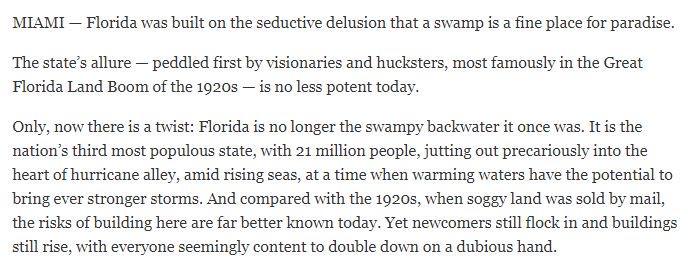 MIAMI — Florida was built on the seductive delusion that a swamp is a fine place for paradise.
The state’s allure — peddled first by visionaries and hucksters, most famously in the Great
Florida Land Boom of the 1920s — is no less potent today.
Only, now there is a twist: Florida is no longer the swampy backwater it once was. It is the
nation’s third most populous state, with 21 million people, jutting out precariously into the
heart of hurricane alley, amid rising seas, at a time when warming waters have the potential to
bring ever stronger storms. And compared with the 1920s, when soggy land was sold by mail,
the risks of building here are far better known today. Yet newcomers still flock in and buildings
still rise, with everyone seemingly content to double down on a dubious hand.